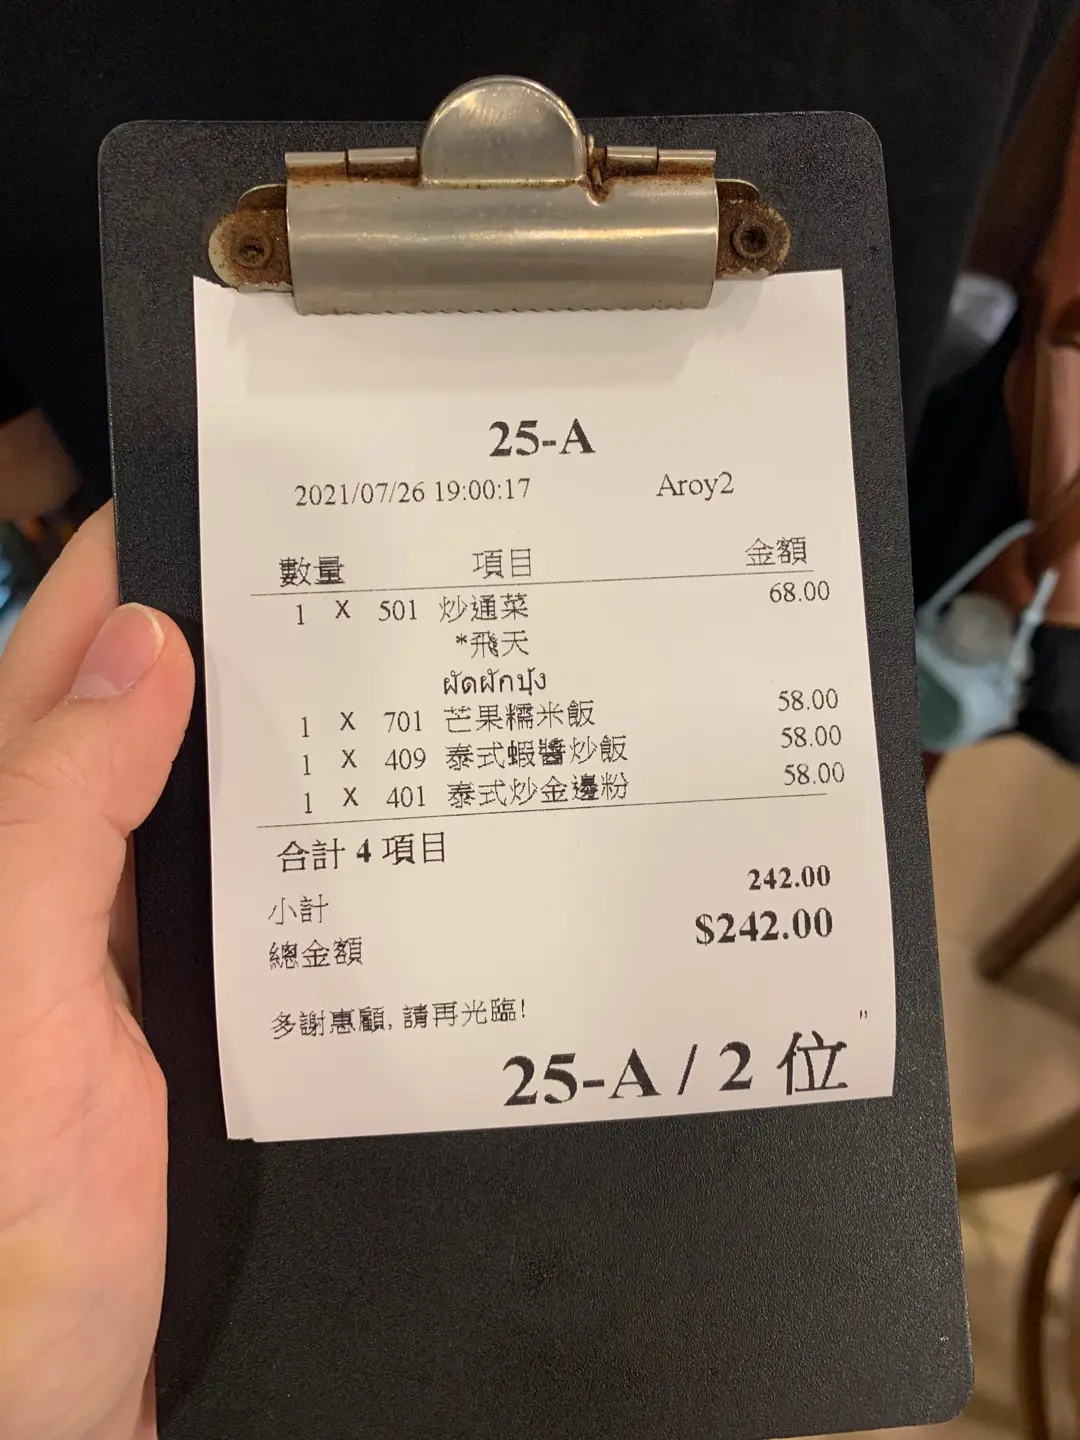 25-A
2021/07/26 19:00:17 Aroy2
數量 項目 金額
1 X 501 炒通菜 68.00
*飛天
ผัดผักบุ้ง
1 X 701 芒果糯米飯 58.00
1 X 409 泰式蝦醬炒飯 58.00
1 X 401 泰式炒金邊粉 58.00
合計 4 項目
小計 242.00
總金額 $242.00
多謝惠顧, 請再光臨!
"
25-A / 2 位